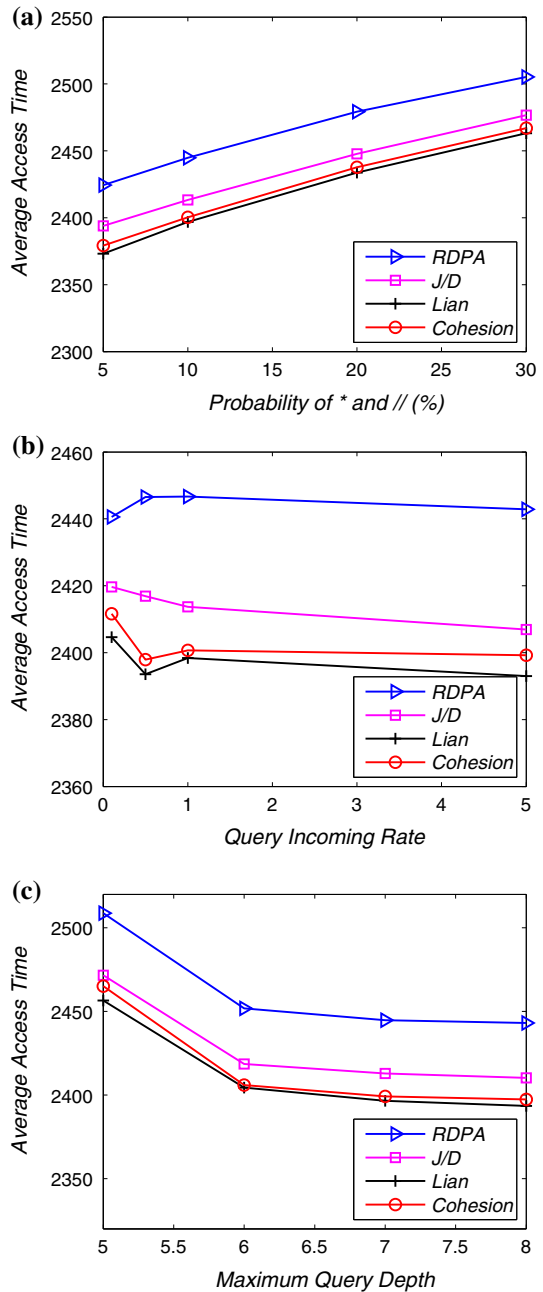 (a)
2550
2500
2450
2400
2350
2300
Average Access Time
RDPA
J/D
Lian
Cohesion
5 10 20 30
Probability of * and // (%)
(b)
2460
2440
2420
2400
2380
2360
Average Access Time
RDPA
J/D
Lian
Cohesion
0 1 2 3 4 5
Query Incoming Rate
(c)
2500
2450
2400
2350
Average Access Time
RDPA
J/D
Lian
Cohesion
5 5.5 6 6.5 7 7.5 8
Maximum Query Depth